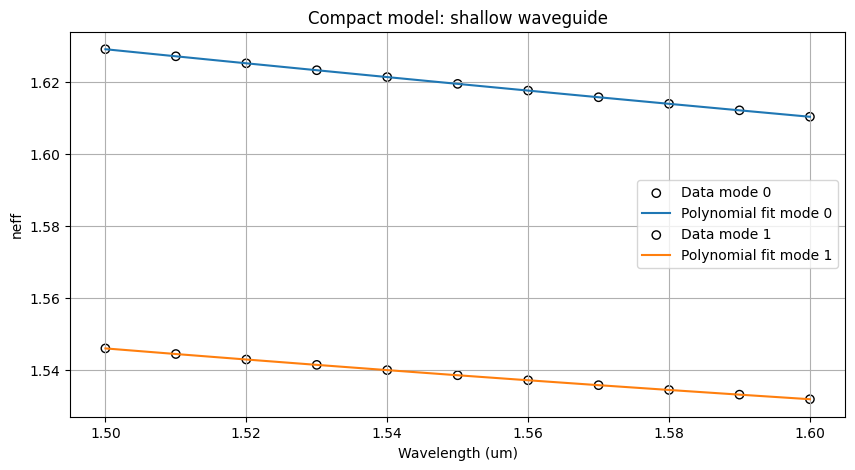 Compact model: shallow waveguide
neff
1.62
1.60
1.58
1.56
1.54
Data mode 0
Polynomial fit mode 0
Data mode 1
Polynomial fit mode 1
1.50
1.52
1.54
1.56
1.58
1.60
Wavelength (um)